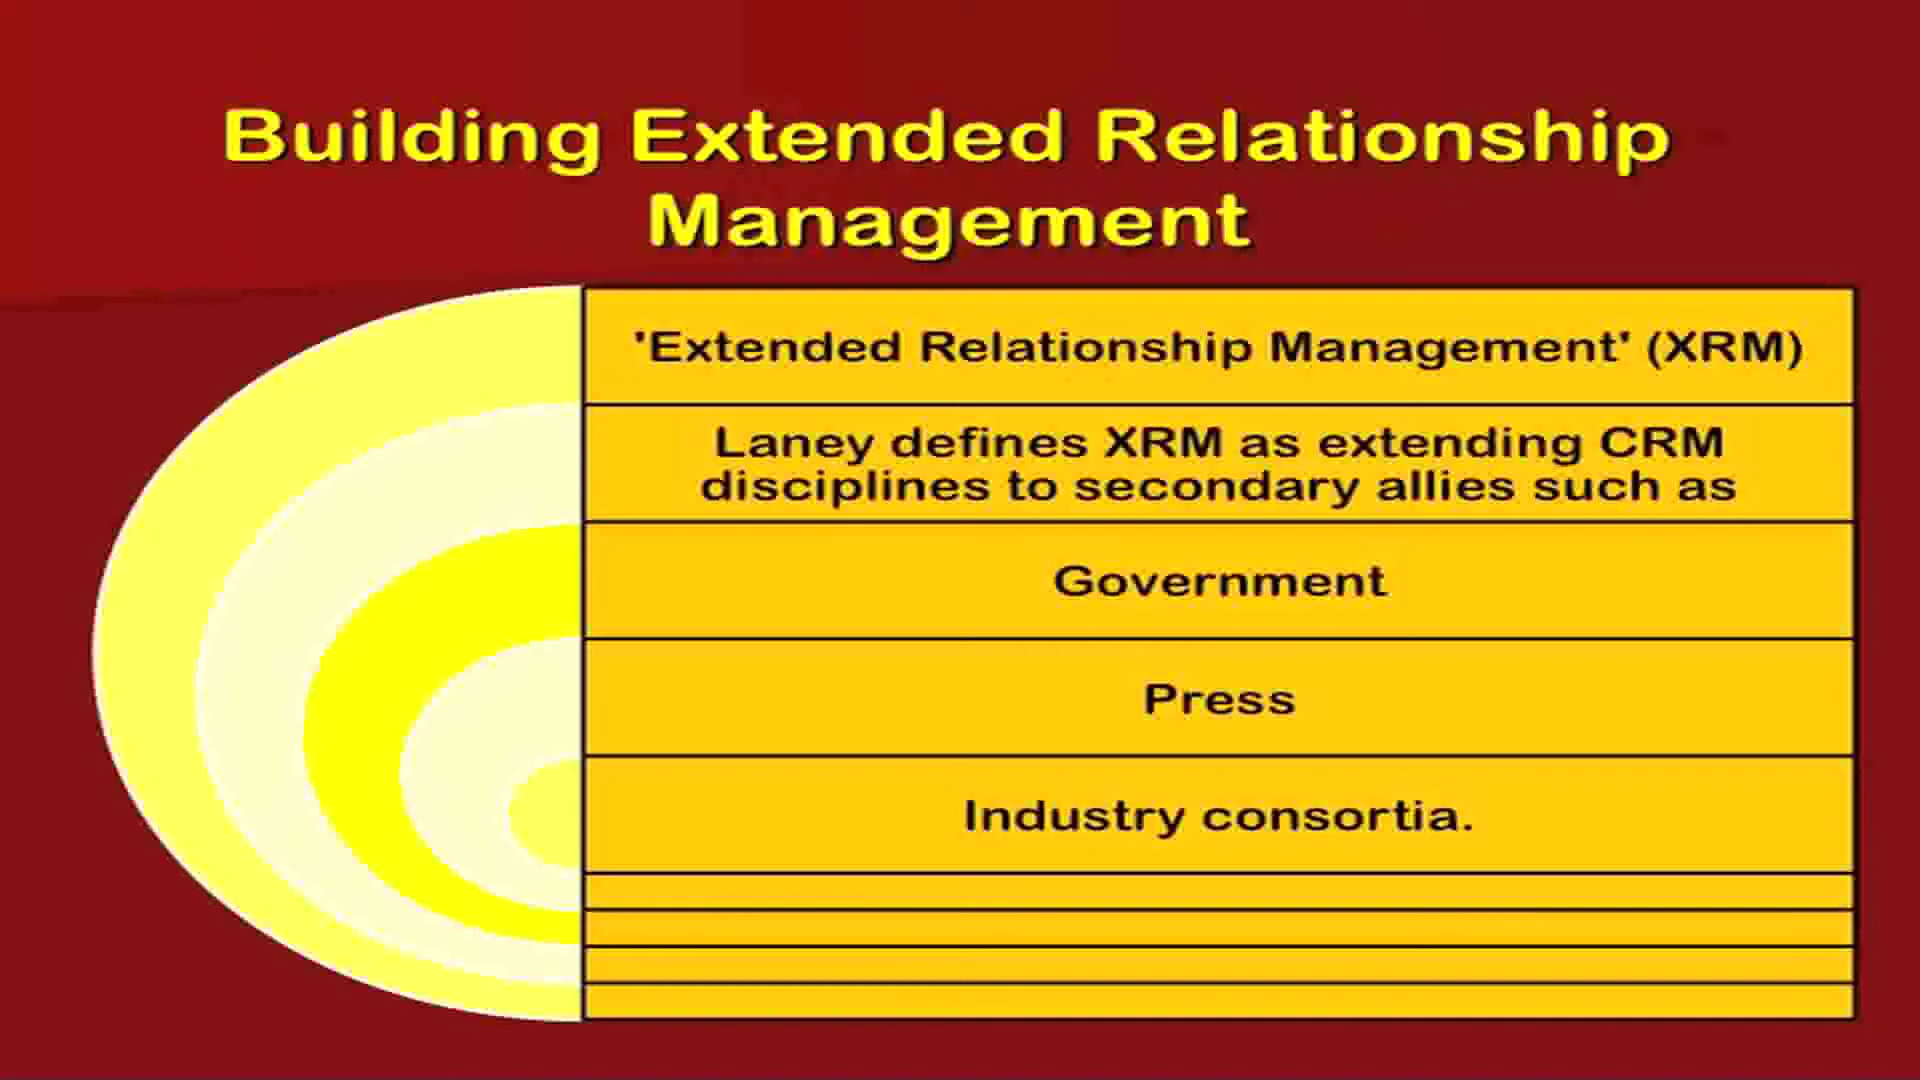 Building Extended Relationship
Management
'Extended Relationship Management' (XRM)
Laney defines XRM as extending CRM
disciplines to secondary allies such as
Government
Press
Industry consortia.